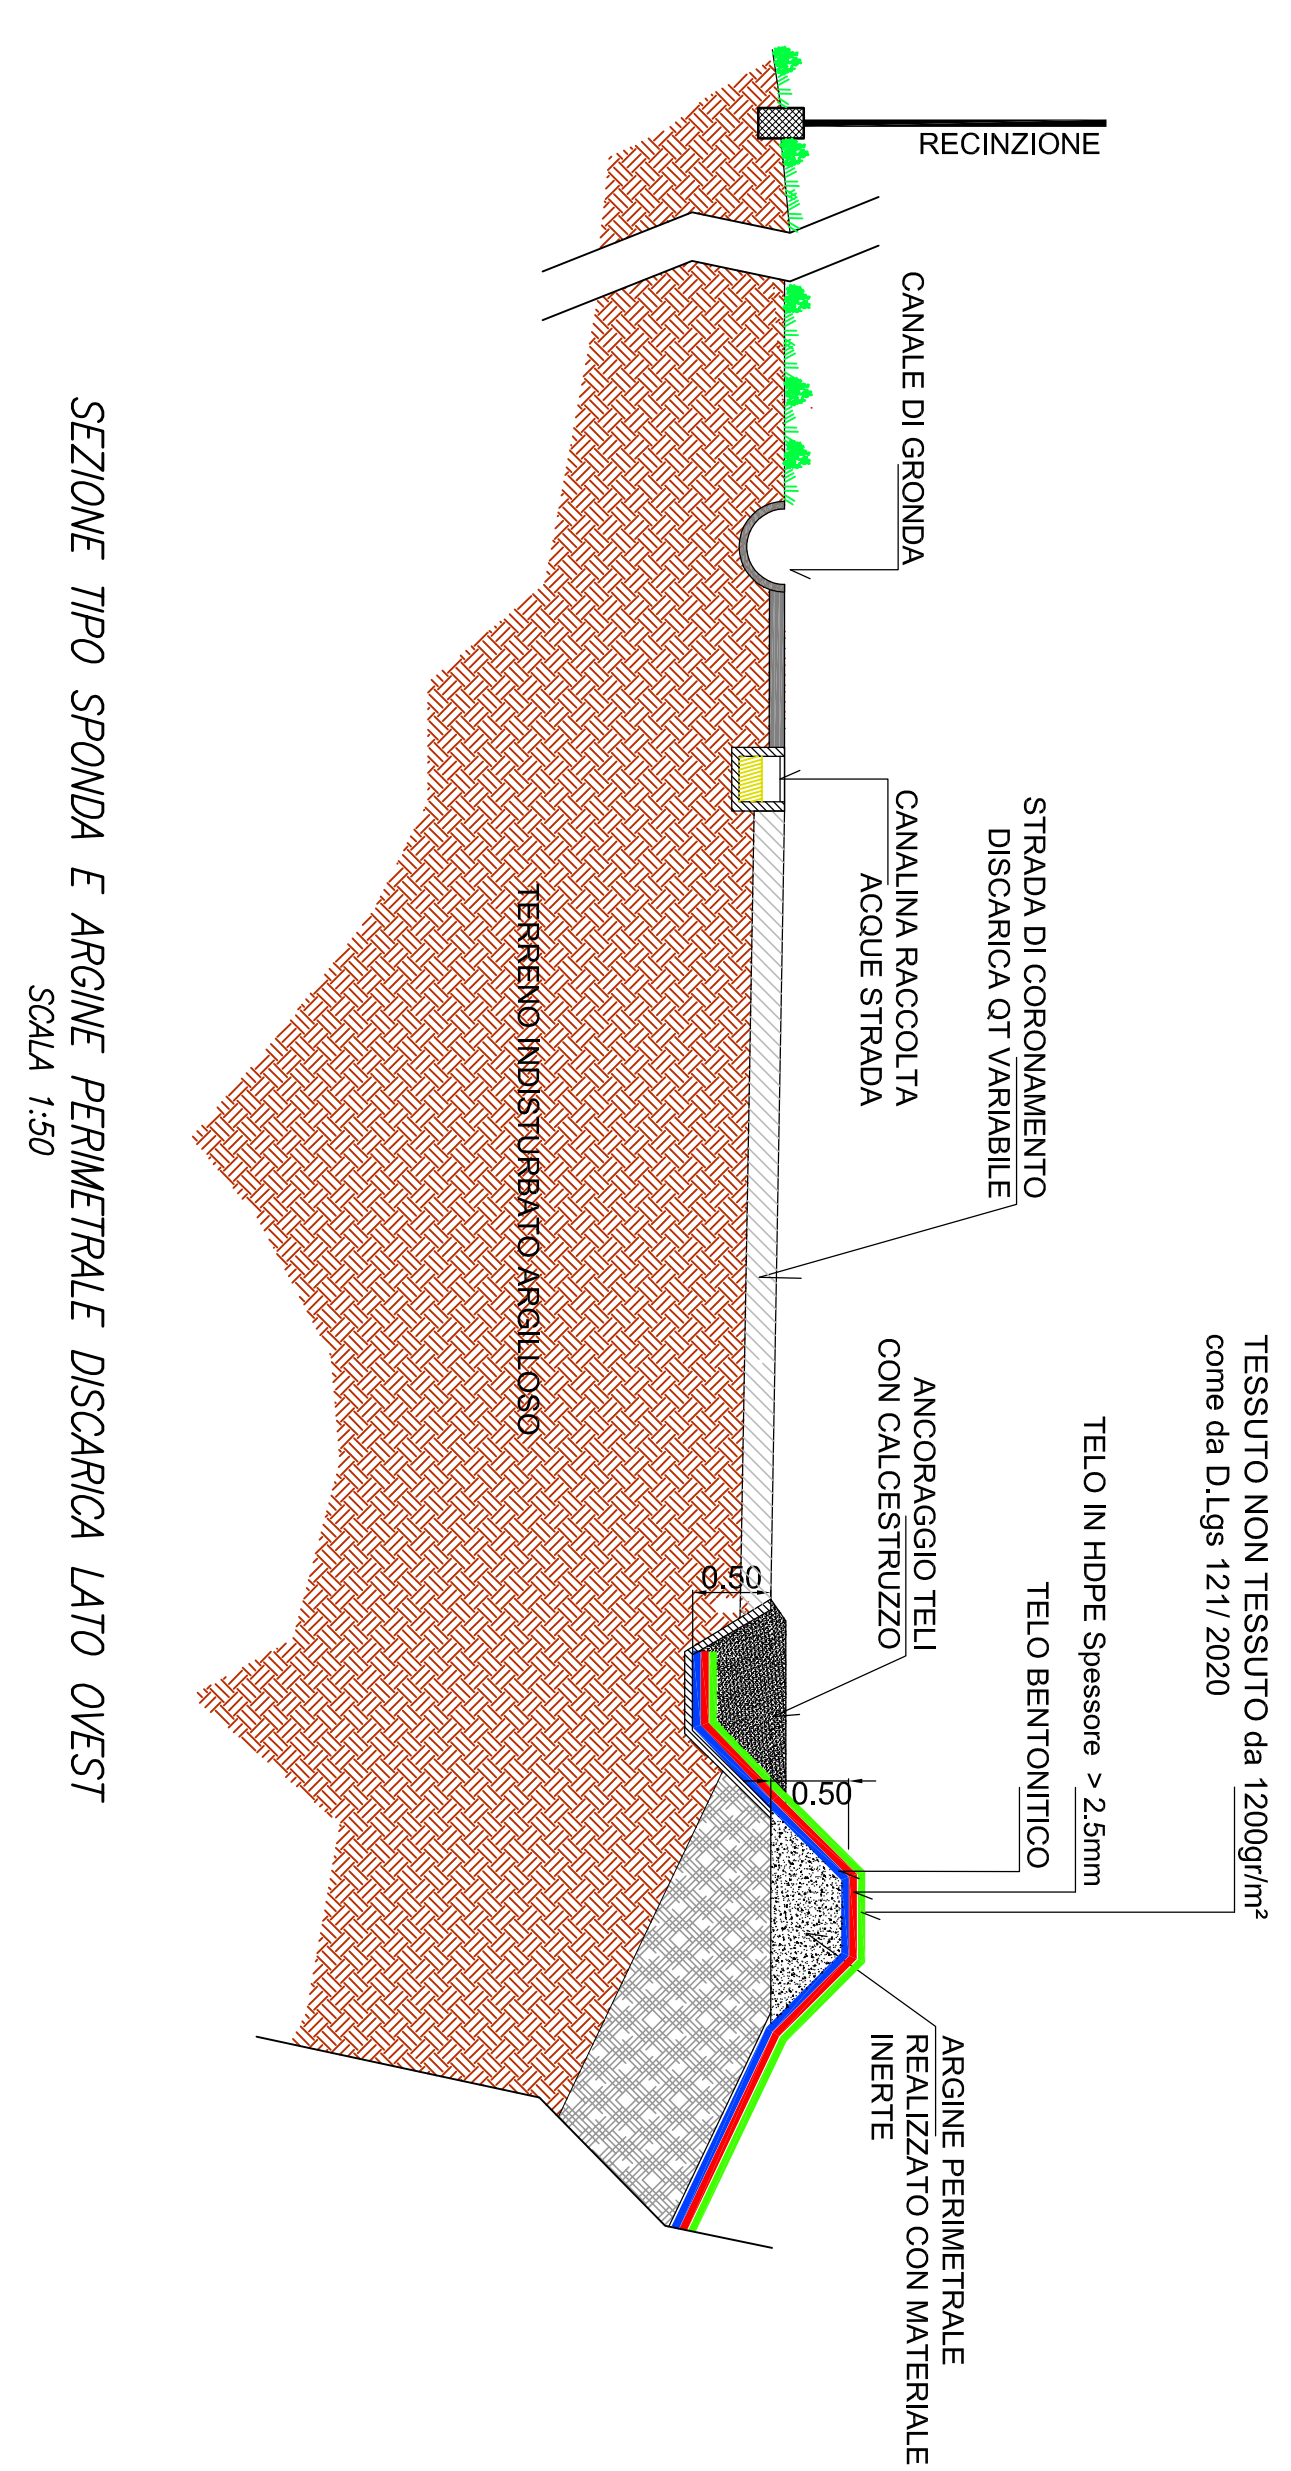 RECINZIONE
CANALE DI GRONDA
STRADA DI CORONAMENTO
DISCARICA QT VARIABILE
CANALINA RACCOLTA
ACQUE STRADA
TESSUTO NON TESSUTO da 1200gr/m²
come da D.Lgs 121/ 2020
TELO IN HDPE Spessore > 2.5mm
TELO BENTONITICO
ANCORAGGIO TELI
CON CALCESTRUZZO
0.50
0.50
ARGINE PERIMETRALE
REALIZZATO CON MATERIALE
INERTE
TERRENO INDISTURBATO ARGILLOSO
SEZIONE TIPO SPONDA E ARGINE PERIMETRALE DISCARICA LATO OVEST
SCALA 1:50